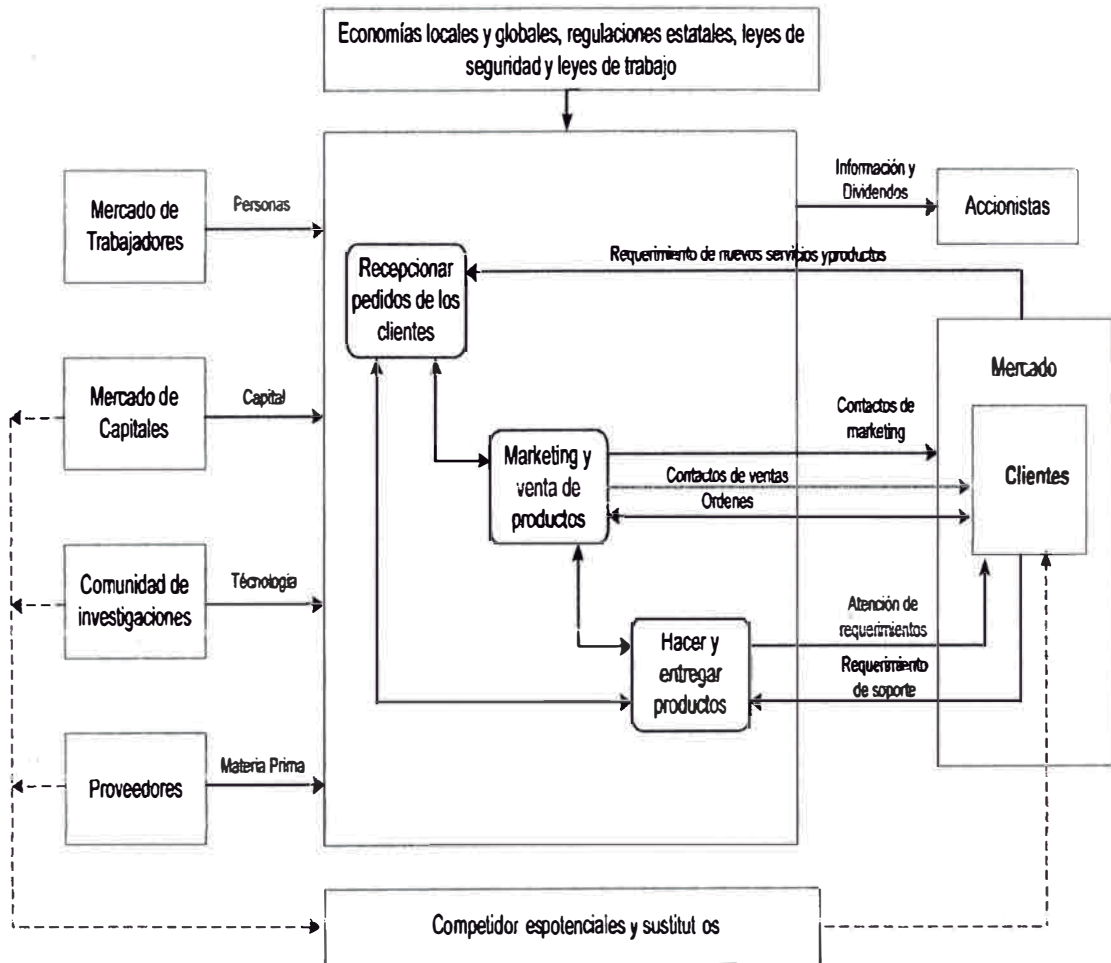 Economías locales y globales, regulaciones estatales, leyes de
seguridad y leyes de trabajo
Mercado de
Trabajadores
Personas
Información y
Dividendos
Accionistas
Recepcionar
pedidos de los
clientes
Requerimiento de nuevos servicios yproductos
Mercado de
Capitales
Capital
Mercado
Clientes
Marketing y
venta de
productos
Contactos de
marketing
Contactos de ventas
Ordenes
Comunidad de
investigaciones
Técnologia
Hacer y
entregar
productos
Atención de
requerimientos
Requerimiento
de soporte
Proveedores
Materia Prima
Competidor espotenciales y sustitut os